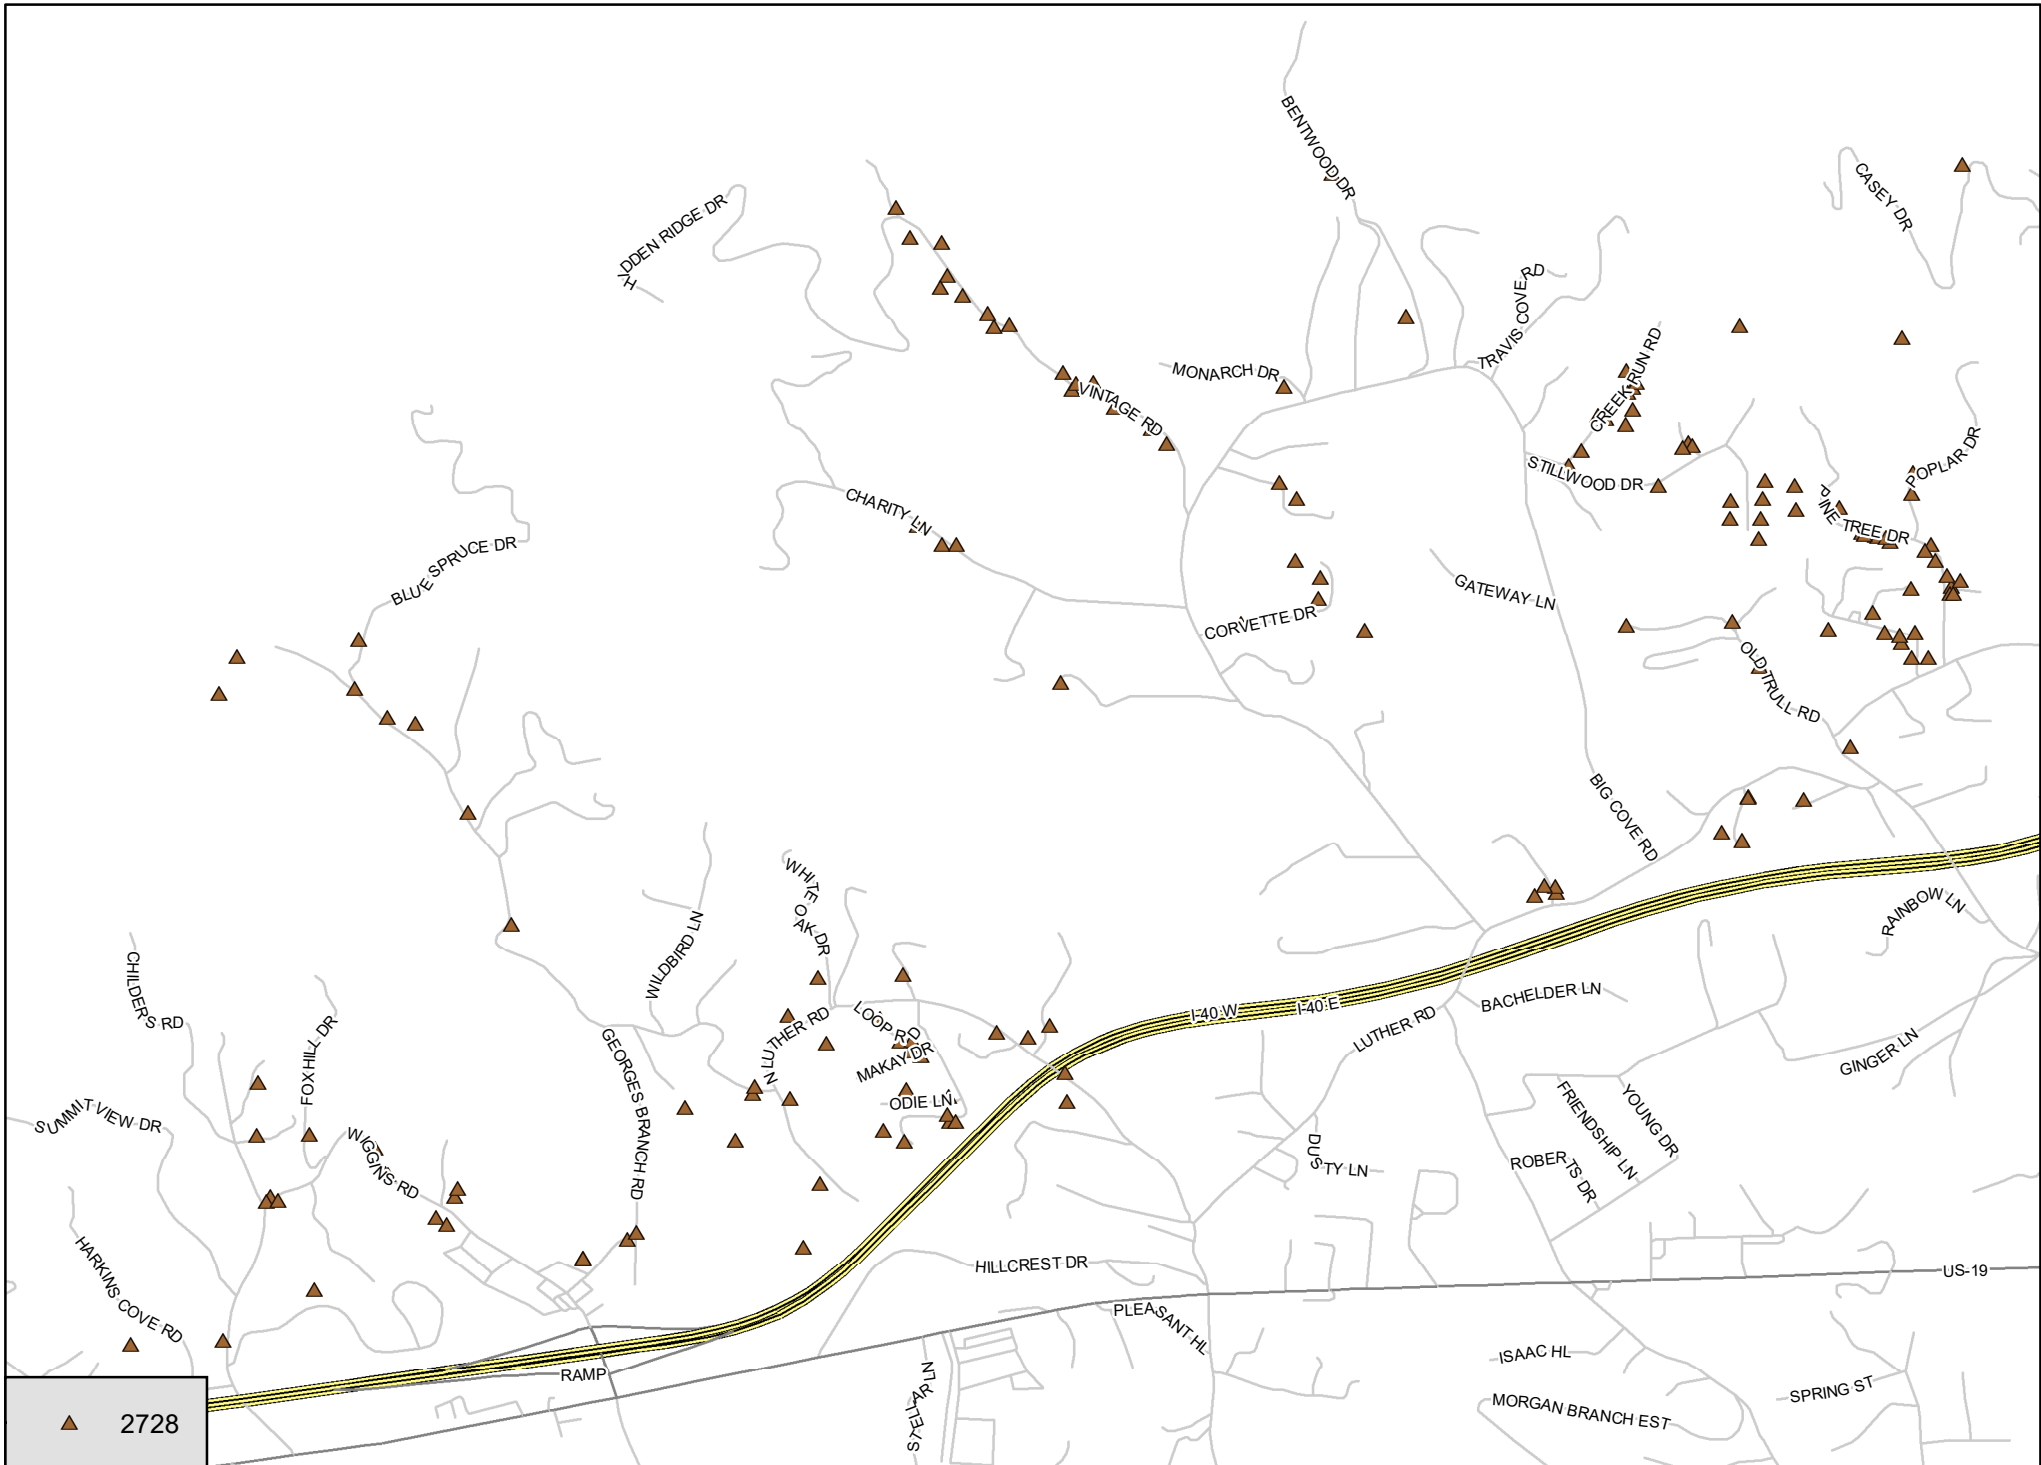 BENTWOOD DR
CASEY DR
HIDDEN RIDGE DR
TRAVIS COVE RD
MONARCH DR
CREEK RUN RD
VINTAGE RD
STILLWOOD DR
POPLAR DR
PINE TREE DR
CHARITY LN
BLUE SPRUCE DR
GATEWAY LN
CORVETTE DR
OLD TRULL RD
BIG COVE RD
WHITE OAK DR
RAINBOW LN
WILDBIRD LN
CHILDERS RD
BACHELDER LN
I-40 W
I-40 E
LOOP RD
N LUTHER RD
LUTHER RD
FOXHILL DR
MAKAY DR
GINGER LN
GEORGES BRANCH RD
ODIE LN
SUMMIT VIEW DR
WIGGINS RD
FRIENDSHIP LN
YOUNG DR
DUSTY LN
ROBERTS DR
HARKINS COVE RD
HILLCREST DR
US-19
PLEASANT HL
ISAAC HL
RAMP
STELLAR LN
SPRING ST
MORGAN BRANCH EST
2728